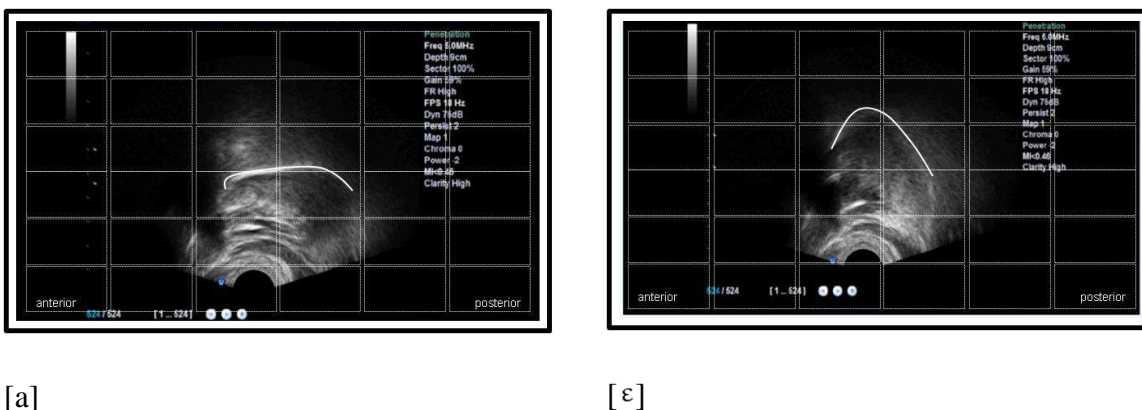 Penetration
Freq 5.0MHz
Depth 9cm
Sector 100%
Gain 59%
FR High
FPS 18 Hz
Dyn 75dB
Persist 2
Map 1
Chroma 0
Power -2
MI<0.46
Clarity High
anterior
posterior
524 / 524 [ 1 ... 524 ]
Penetration
Freq 5.0MHz
Depth 9cm
Sector 100%
Gain 59%
FR High
FPS 18 Hz
Dyn 75dB
Persist 2
Map 1
Chroma 0
Power -2
MI<0.46
Clarity High
anterior
posterior
524 / 524 [ 1 ... 524 ]
[a]
[ɛ]